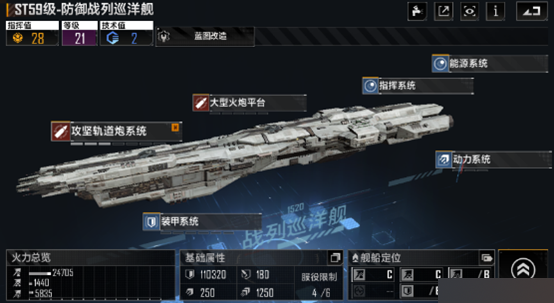 ST59级-防御战列巡洋舰
指挥值 等级 技术值
28 21 2
蓝图改造
能源系统
指挥系统
大型火炮平台
攻坚轨道炮系统
动力系统
装甲系统
1520
战列巡洋舰
火力总览 基础属性 舰船定位
24705 110320 180 服役限制 C C /B
1440 250 1250 4 /6 C /B
5835